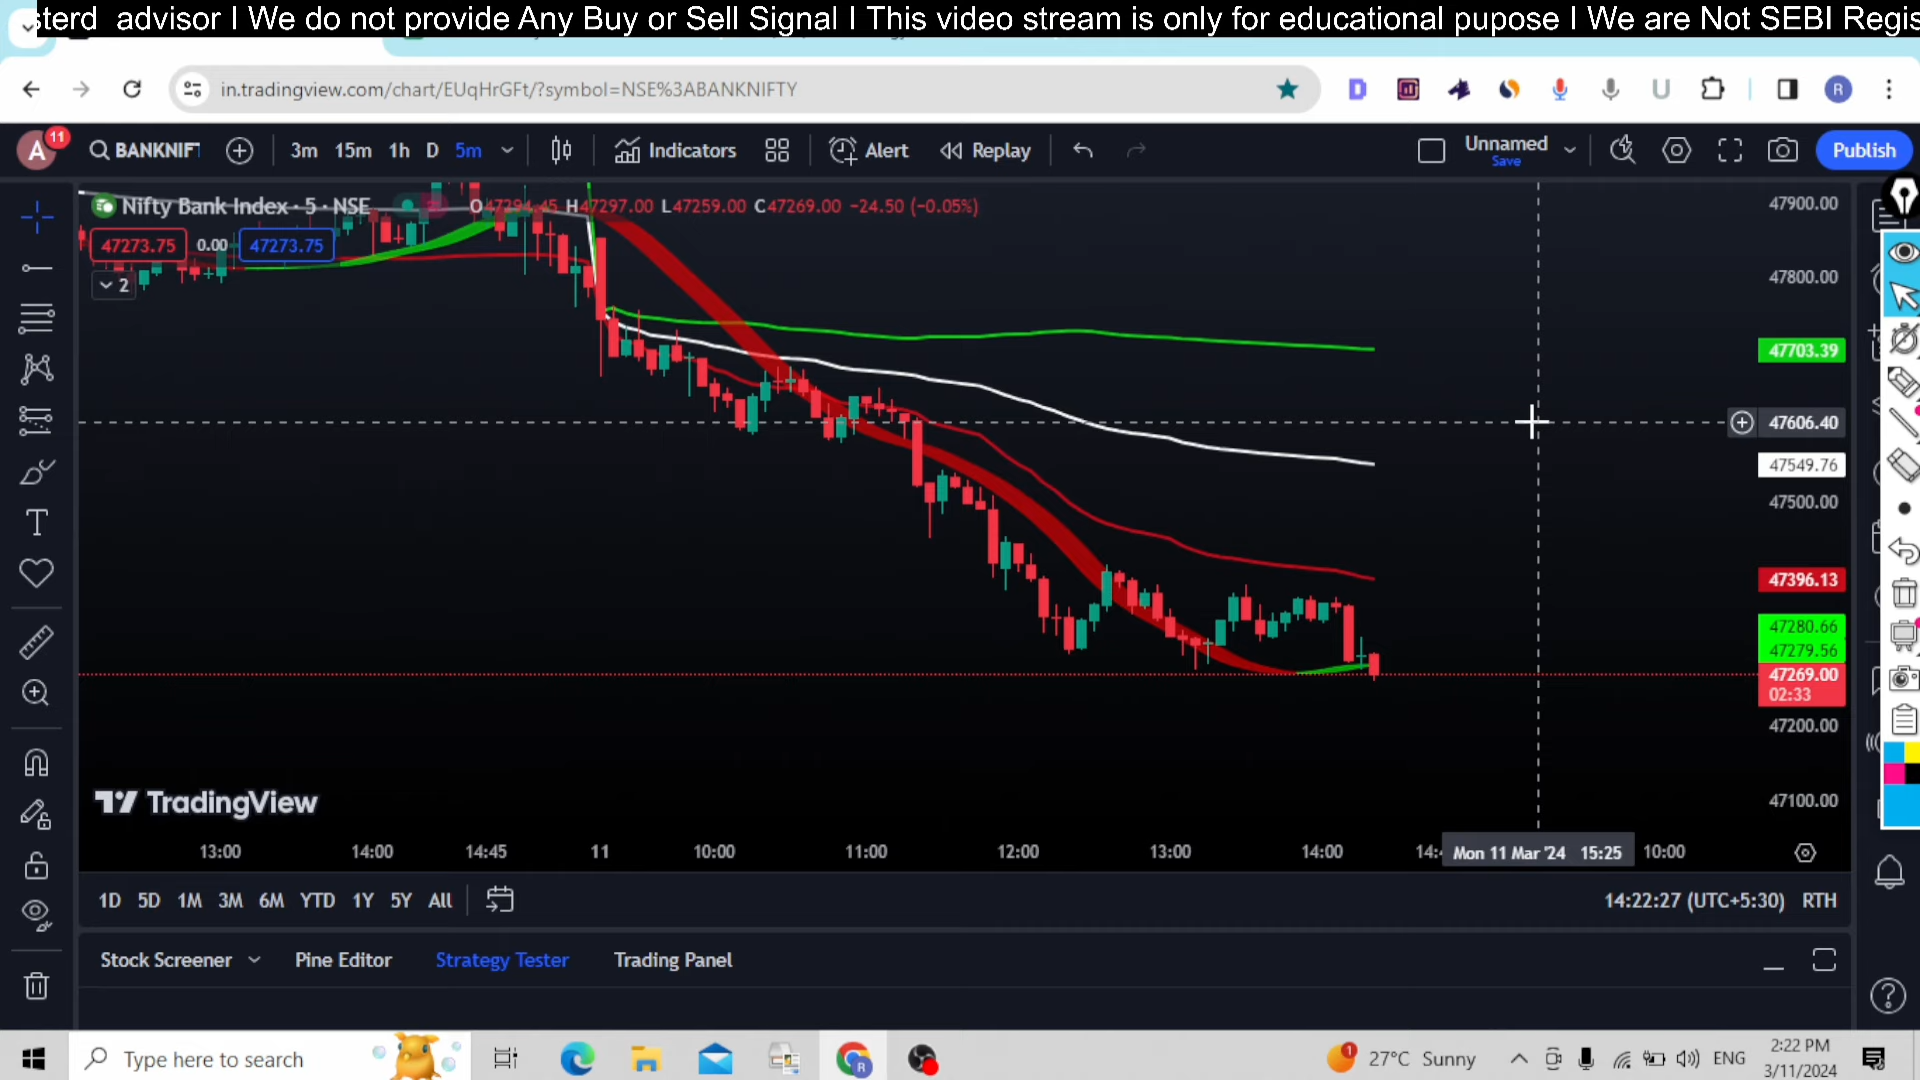 sterd advisor I We do not provide Any Buy or Sell Signal I This video stream is only for educational pupose I We are Not SEBI Regis
in.tradingview.com/chart/EUqHrGFt/?symbol=NSE%3ABANKNIFTY
D
U
R
A
11
BANKNIFT
3m 15m 1h D 5m
Indicators
Alert
Replay
Unnamed
Save
Publish
Nifty Bank Index · 5 · NSE
O47294.45 H47297.00 L47259.00 C47269.00 −24.50 (−0.05%)
47273.75 0.00 47273.75
2
47900.00
47800.00
47703.39
47606.40
47549.76
47500.00
47396.13
47280.66
47279.56
47269.00
02:33
47200.00
47100.00
TradingView
13:00 14:00 14:45 11 10:00 11:00 12:00 13:00 14:00 14:4 Mon 11 Mar '24 15:25 10:00
1D 5D 1M 3M 6M YTD 1Y 5Y All
14:22:27 (UTC+5:30) RTH
Stock Screener Pine Editor Strategy Tester Trading Panel
Type here to search
R
1
27°C Sunny
ENG
2:22 PM
3/11/2024